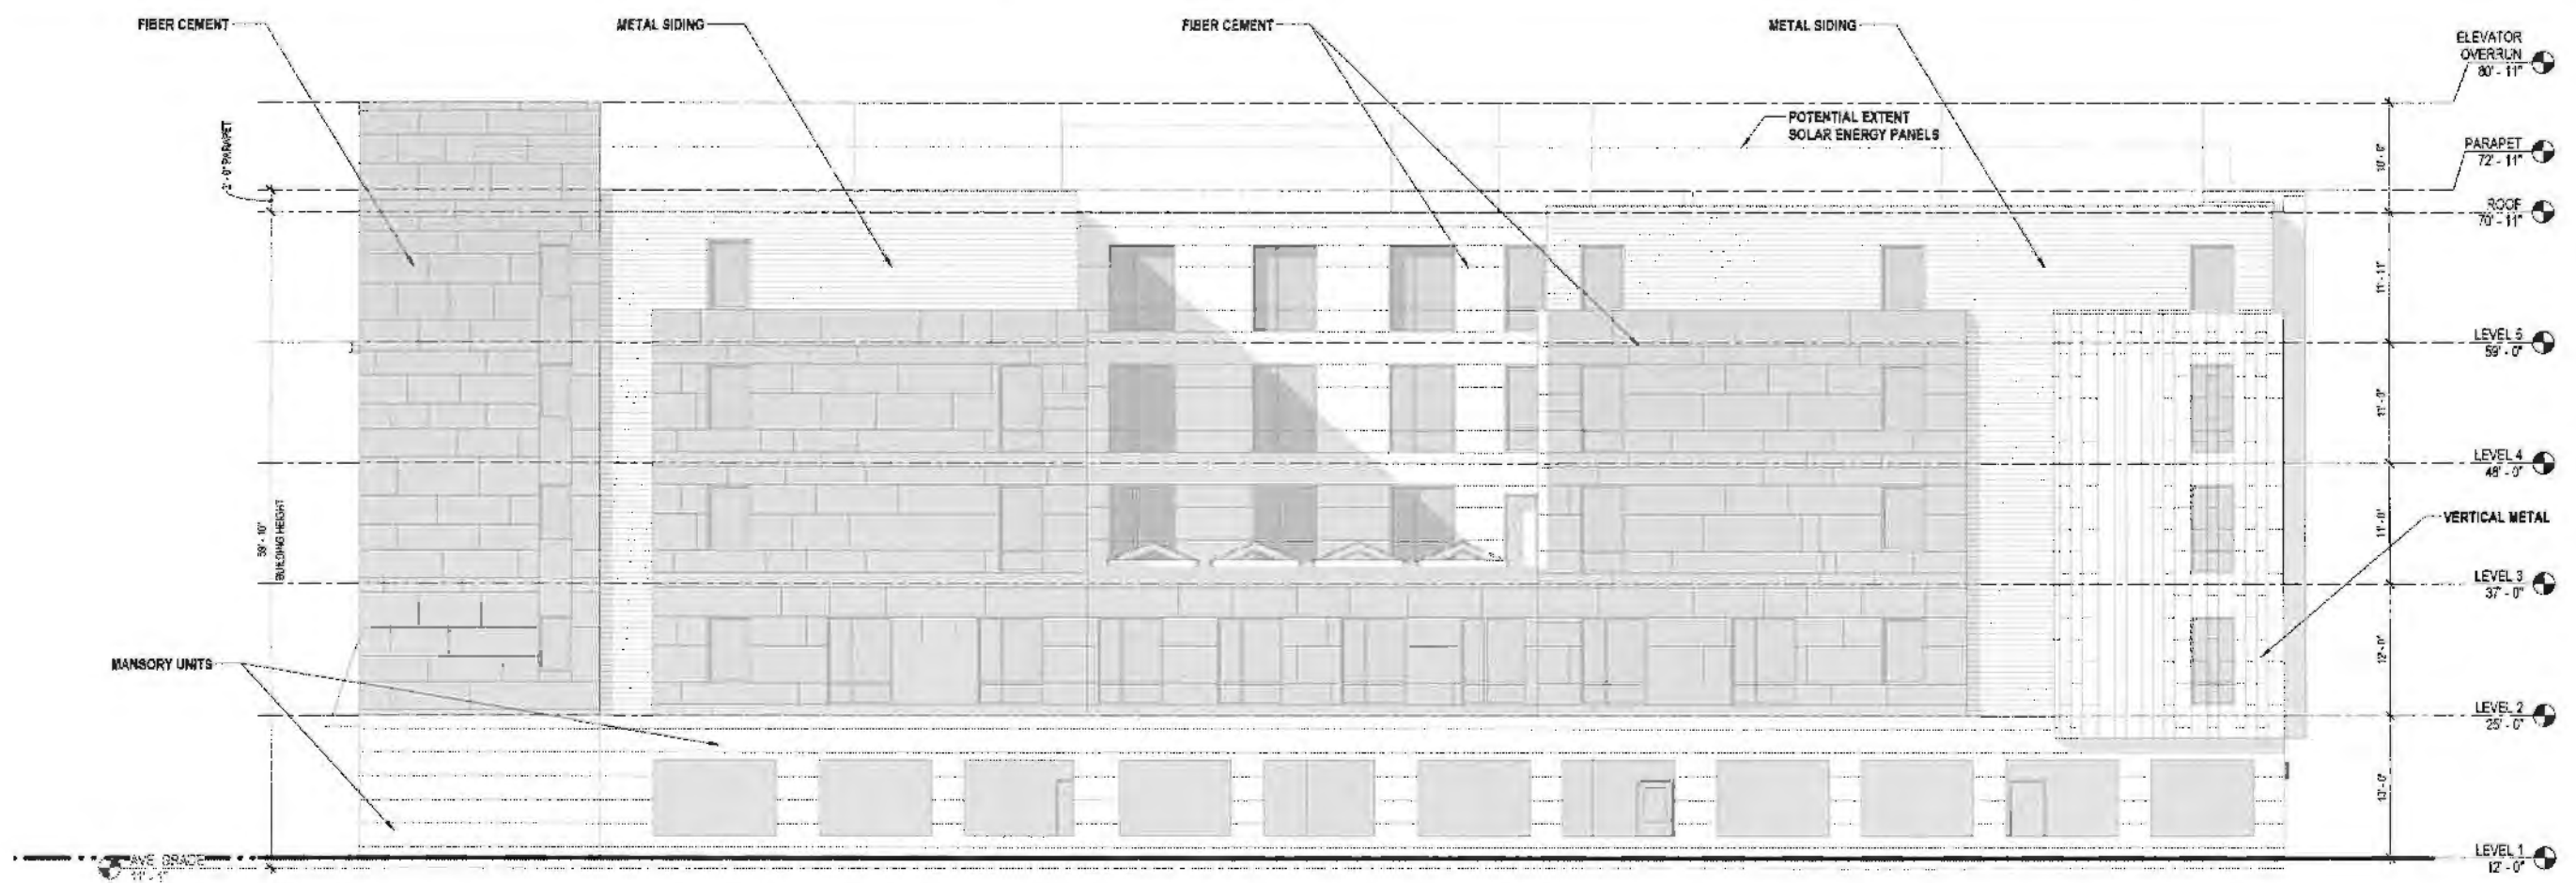 FIBER CEMENT
METAL SIDING
FIBER CEMENT
METAL SIDING
ELEVATOR
OVERRUN
80' - 11"
POTENTIAL EXTENT
SOLAR ENERGY PANELS
2' - 0" PARAPET
PARAPET
72' - 11"
10' - 0"
ROOF
70' - 11"
11' - 11"
LEVEL 5
59' - 0"
11' - 0"
LEVEL 4
48' - 0"
VERTICAL METAL
59' - 10"
BUILDING HEIGHT
11' - 0"
LEVEL 3
37' - 0"
MANSORY UNITS
12' - 0"
LEVEL 2
25' - 0"
13' - 0"
LEVEL 1
12' - 0"
AVE GRADE
11' - 1"